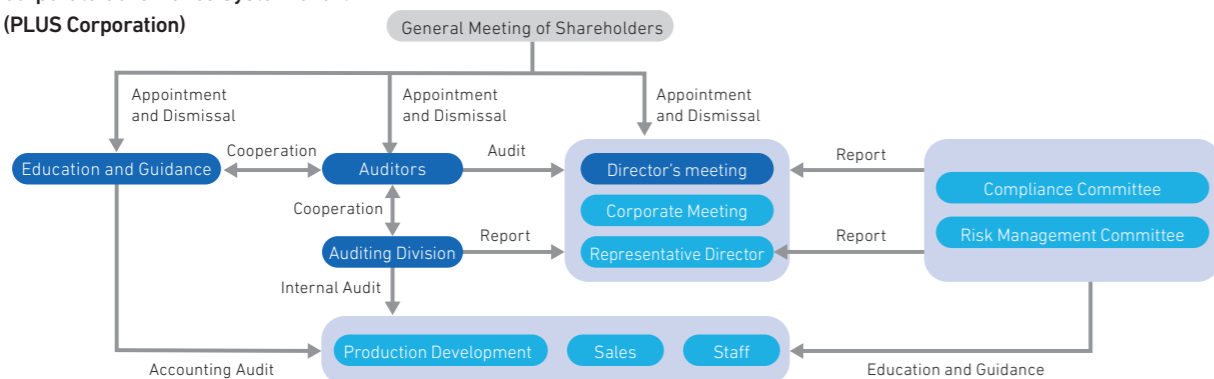 (PLUS Corporation)
General Meeting of Shareholders
Appointment
and Dismissal
Appointment
and Dismissal
Appointment
and Dismissal
Education and Guidance
Cooperation
Auditors
Audit
Director's meeting
Report
Compliance Committee
Cooperation
Corporate Meeting
Auditing Division
Report
Representative Director
Report
Risk Management Committee
Internal Audit
Production Development
Sales
Staff
Accounting Audit
Education and Guidance